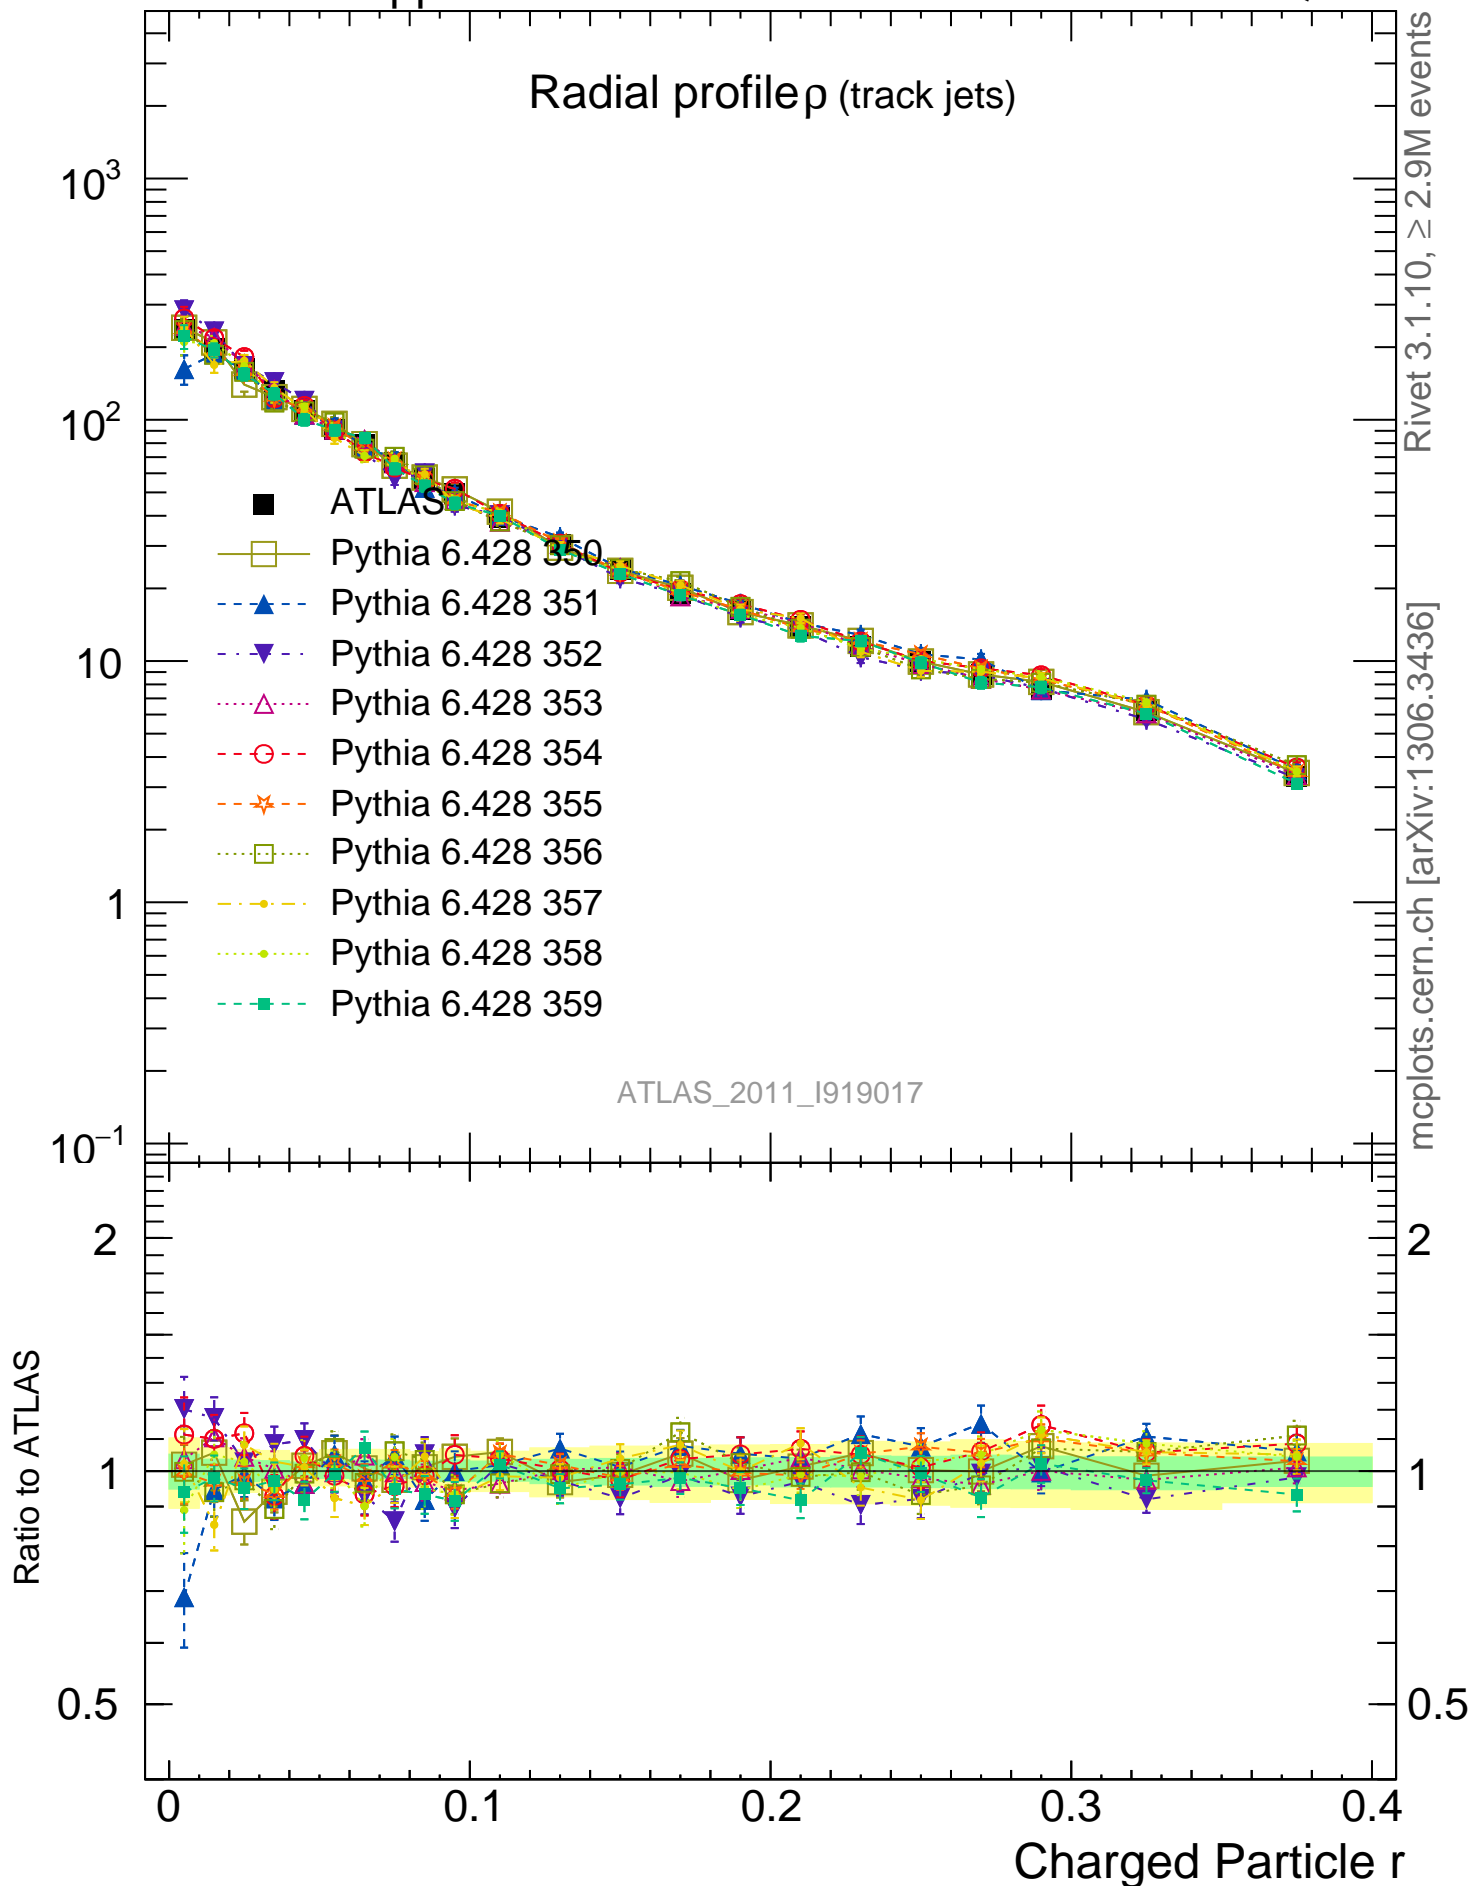 Radial profile ρ (track jets)
10³
10²
10
1
10⁻¹
ATLAS
Pythia 6.428 350
Pythia 6.428 351
Pythia 6.428 352
Pythia 6.428 353
Pythia 6.428 354
Pythia 6.428 355
Pythia 6.428 356
Pythia 6.428 357
Pythia 6.428 358
Pythia 6.428 359
ATLAS_2011_I919017
Rivet 3.1.10, ≥ 2.9M events
mcplots.cern.ch [arXiv:1306.3436]
Ratio to ATLAS
2
1
0.5
2
1
0.5
0
0.1
0.2
0.3
0.4
Charged Particle r